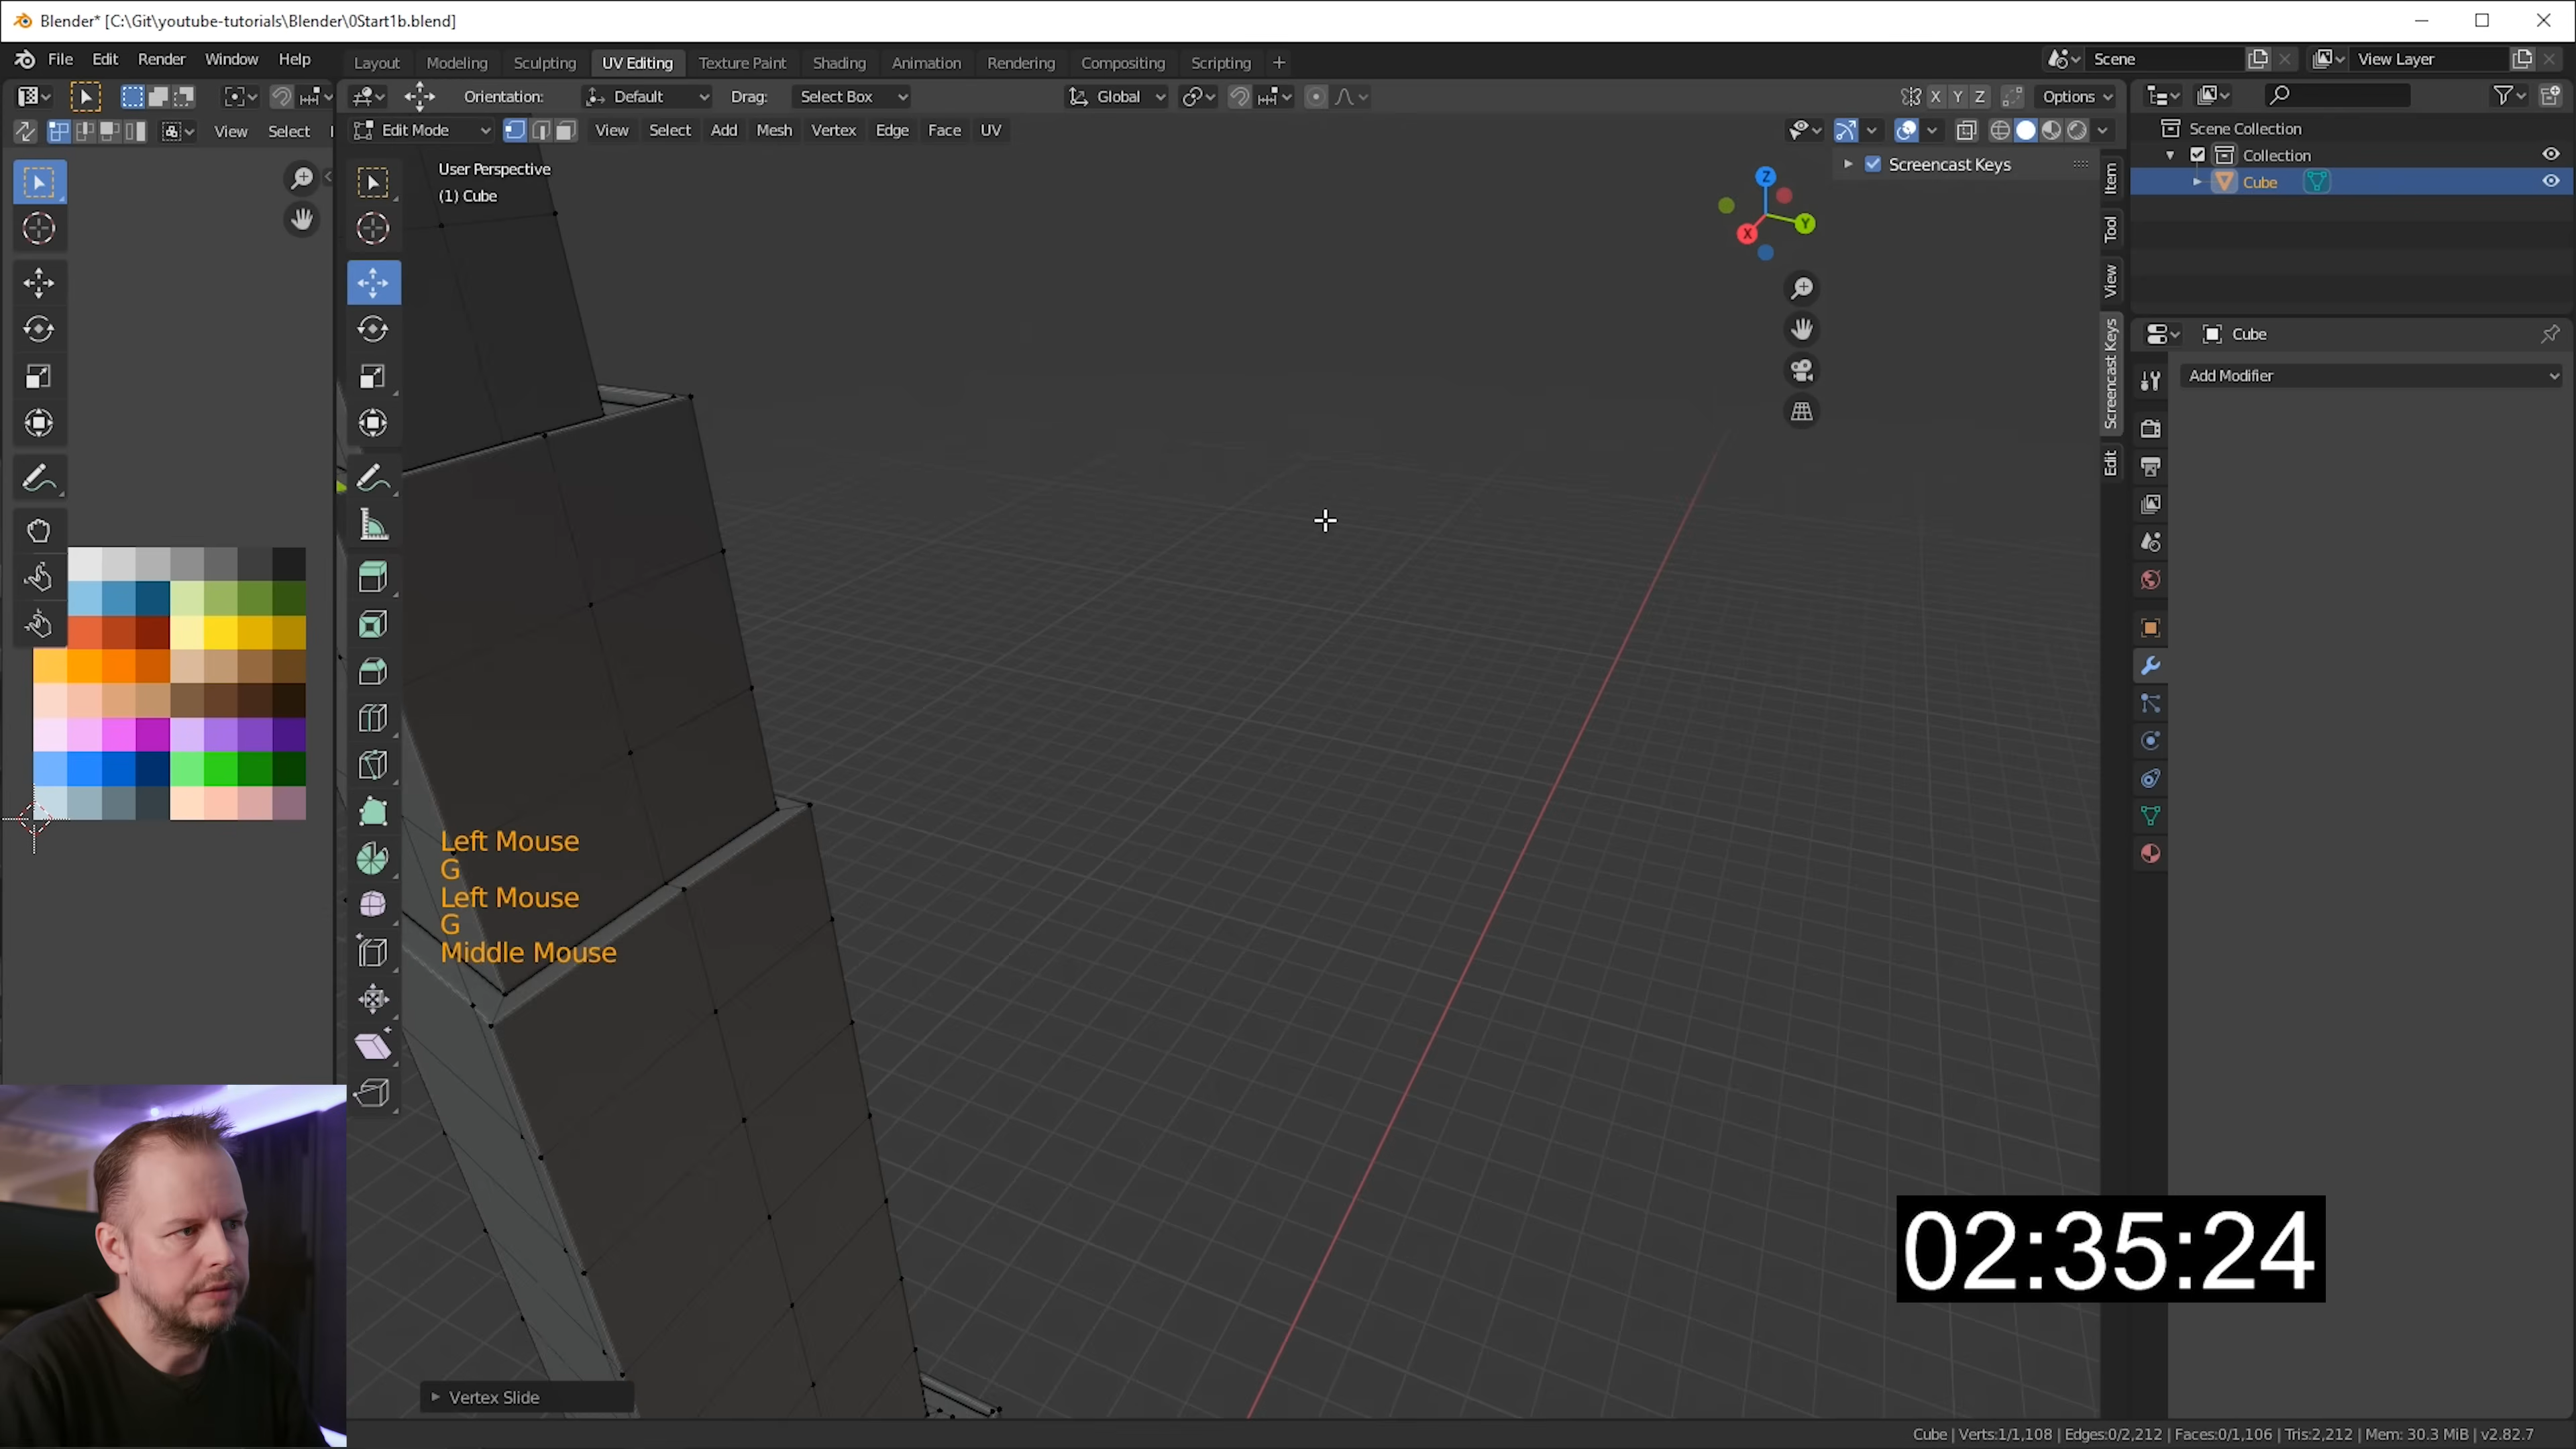 Blender* [C:\Git\youtube-tutorials\Blender\0Start1b.blend]
File Edit Render Window Help
Layout Modeling Sculpting UV Editing Texture Paint Shading Animation Rendering Compositing Scripting +
Scene
View Layer
Orientation: Default Drag: Select Box
Global
X Y Z
Options
View Select
Edit Mode
View Select Add Mesh Vertex Edge Face UV
Scene Collection
Collection
Cube
User Perspective
(1) Cube
Screencast Keys
Z
Y
X
Item
Tool
View
Screencast Keys
Edit
Cube
Add Modifier
Left Mouse
G
Left Mouse
G
Middle Mouse
02:35:24
Vertex Slide
Cube | Verts:1/1,108 | Edges:0/2,212 | Faces:0/1,106 | Tris:2,212 | Mem: 30.3 MiB | v2.82.7